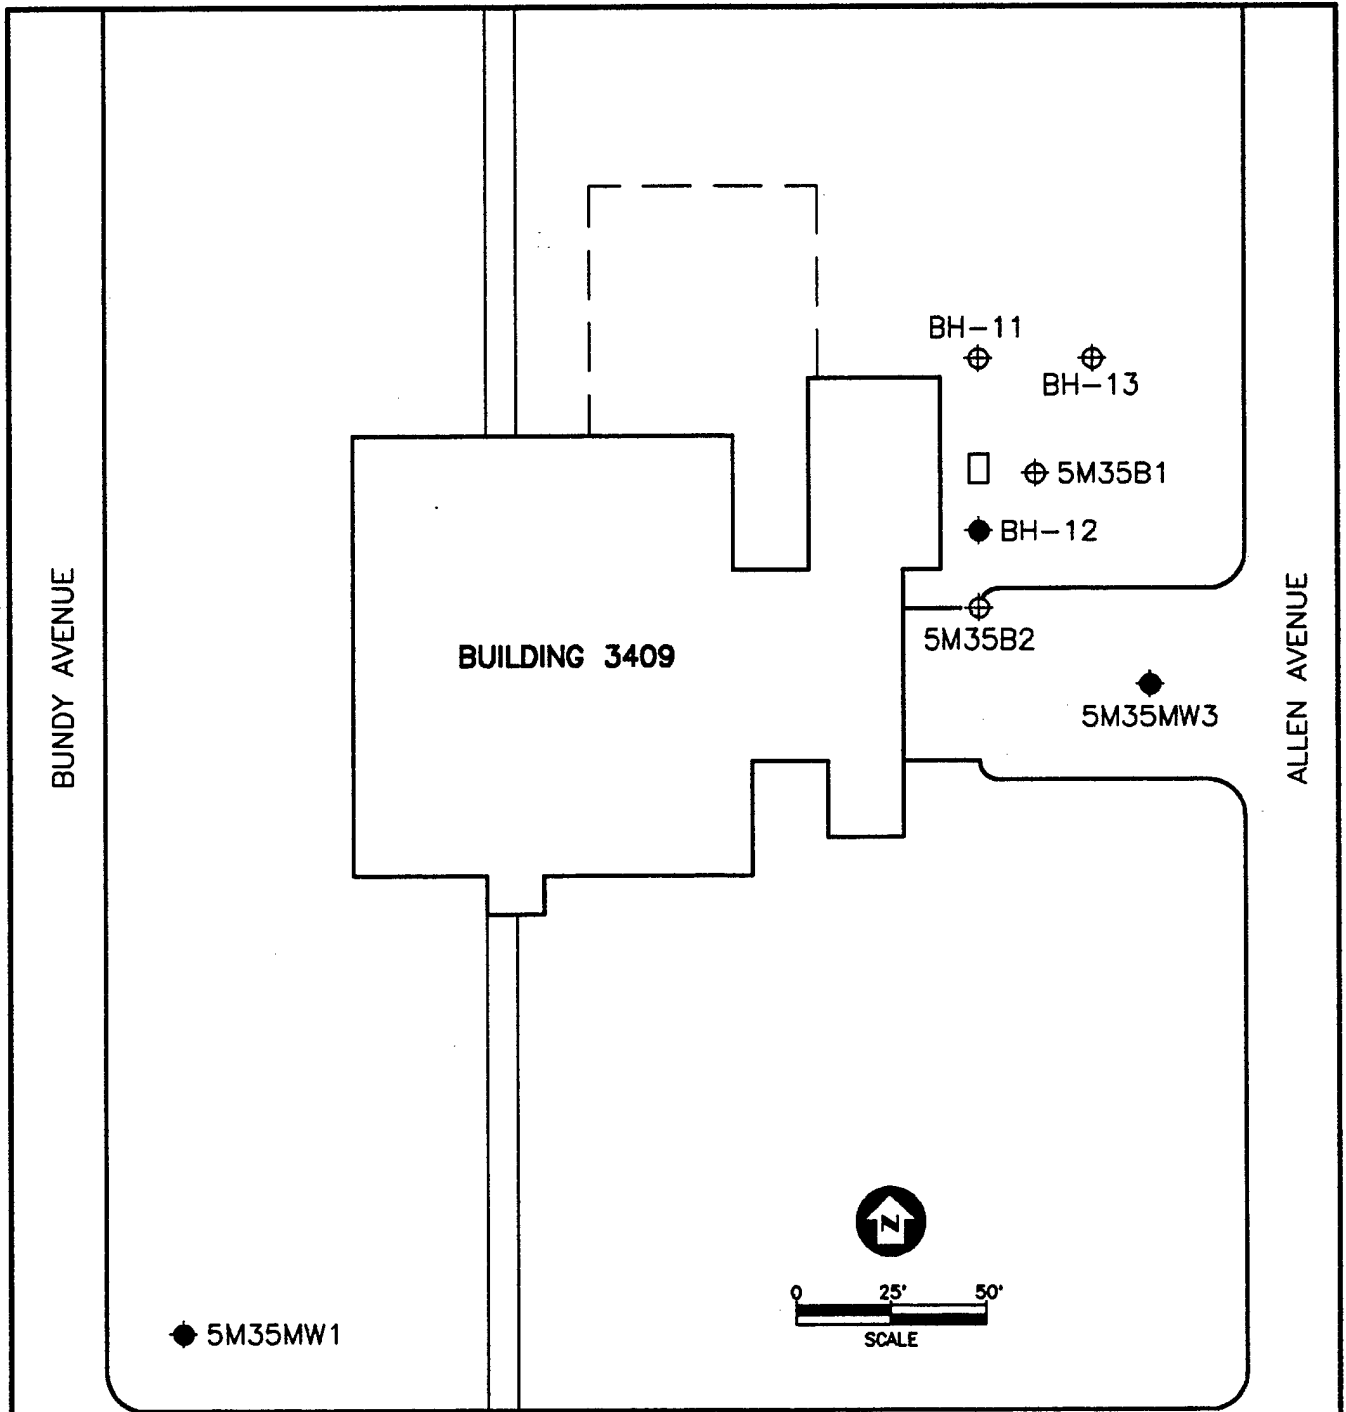 BH-11
BH-13
5M35B1
BH-12
5M35B2
BUILDING 3409
5M35MW3
BUNDY AVENUE
ALLEN AVENUE
N
0 25' 50'
SCALE
5M35MW1